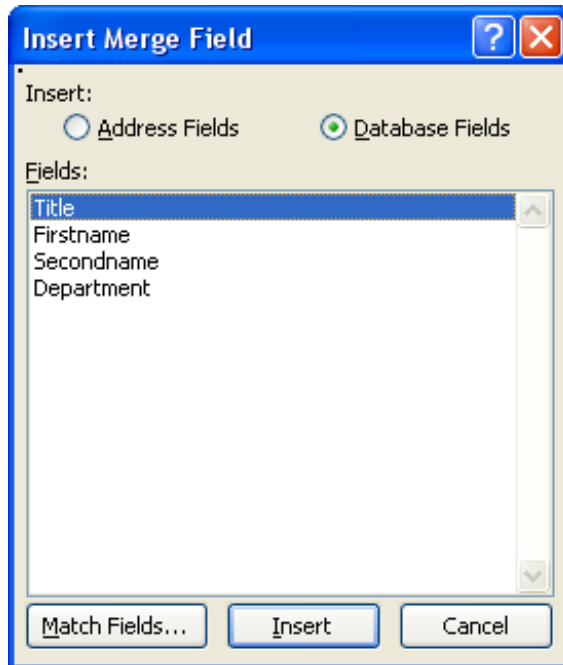 Insert Merge Field
Insert:
Address Fields Database Fields
Fields:
Title
Firstname
Secondname
Department
Match Fields... Insert Cancel